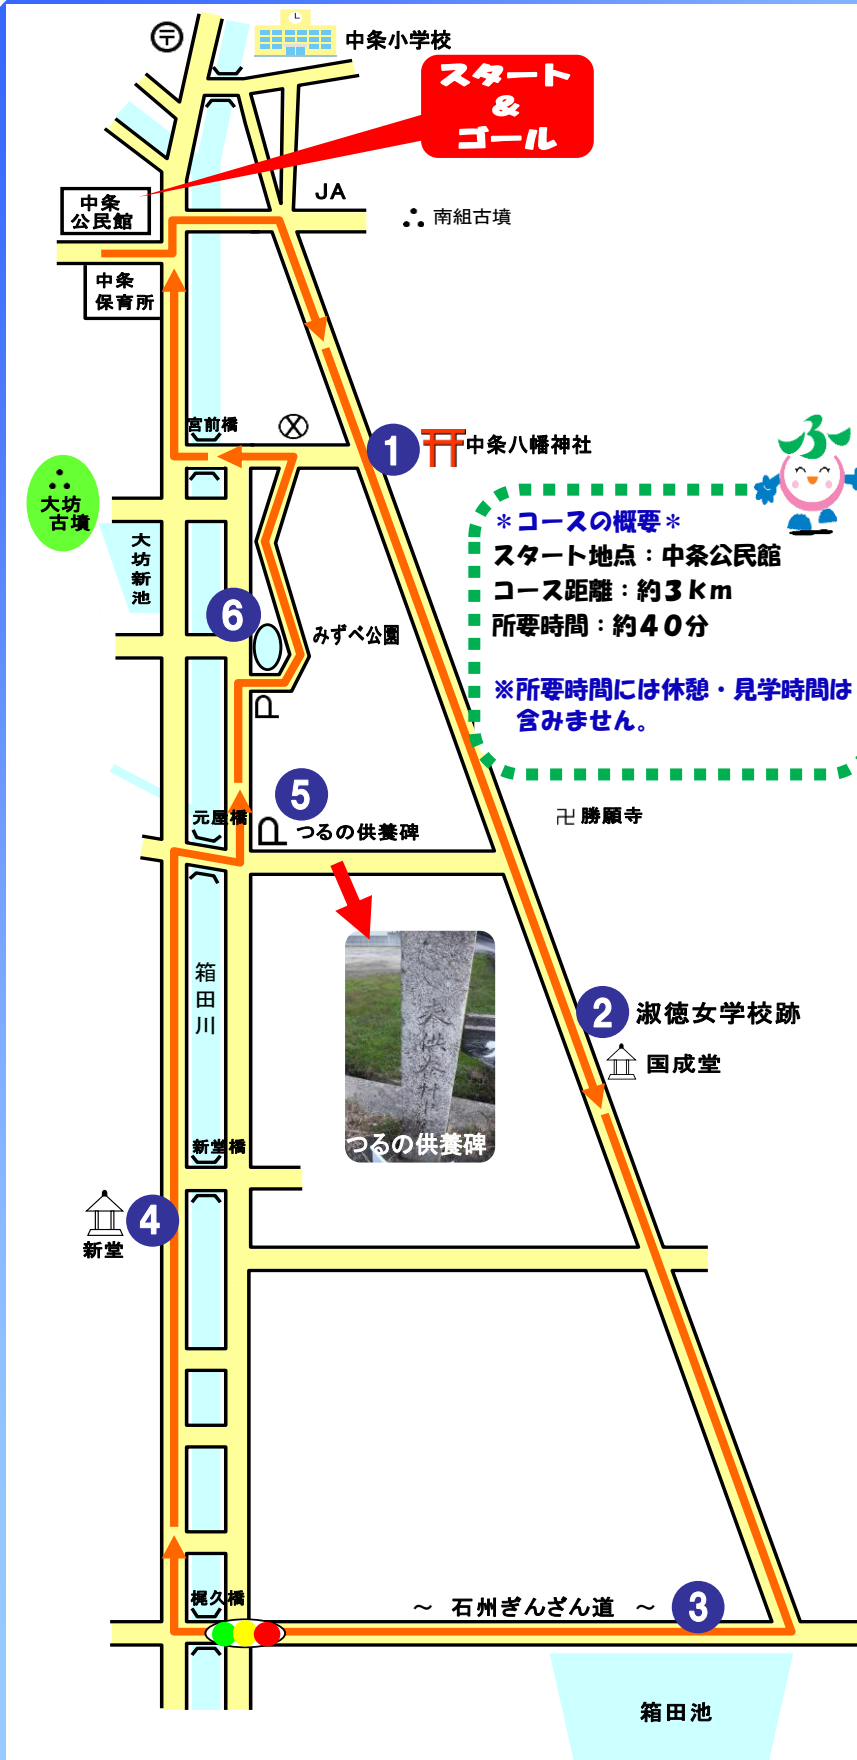 〒
中条小学校
スタート
&
ゴール
中条
公民館
JA
南組古墳
中条
保育所
宮前橋
1
中条八幡神社
大坊
古墳
大坊新池
*コースの概要*
スタート地点:中条公民館
コース距離:約3km
所要時間:約40分
※所要時間には休憩・見学時間は
含みません。
6
みずべ公園
5
元屋橋
つるの供養碑
卍勝願寺
箱田川
2
淑徳女学校跡
国成堂
つるの供養碑
新堂橋
4
新堂
梶久橋
~ 石州ぎんざん道 ~
3
箱田池